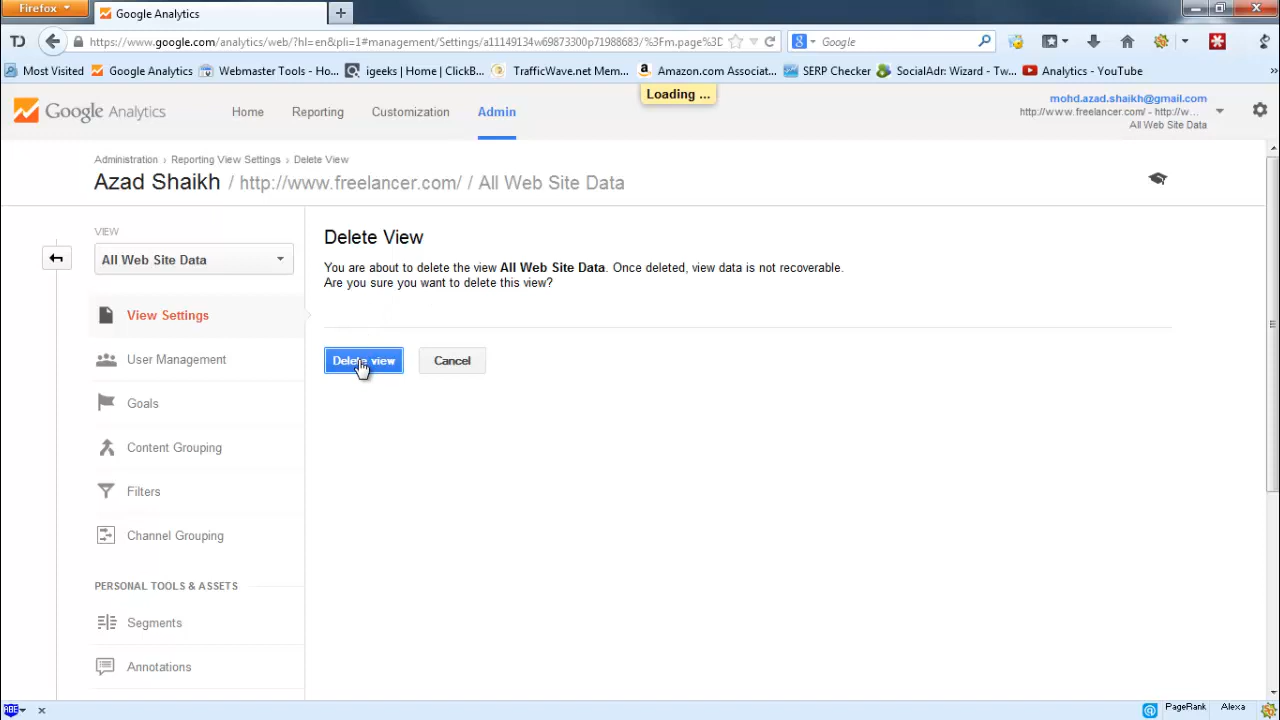 Firefox
Google Analytics
https://www.google.com/analytics/web/?hl=en&pli=1#management/Settings/a11118134w69873300p71988683/%3Fm.page%3D
Google
Most Visited
Google Analytics
Webmaster Tools - Ho...
igeeks | Home | ClickB...
TrafficWave.net Mem...
Amazon.com Associat...
SERP Checker
SocialAdr: Wizard - Tw...
Analytics - YouTube
Loading ...
Google Analytics
Home
Reporting
Customization
Admin
mohd.azad.shaikh@gmail.com
http://www.freelancer.com/ - http://w...
All Web Site Data
Administration › Reporting View Settings › Delete View
Azad Shaikh / http://www.freelancer.com/ / All Web Site Data
VIEW
All Web Site Data
View Settings
User Management
Goals
Content Grouping
Filters
Channel Grouping
PERSONAL TOOLS & ASSETS
Segments
Annotations
Delete View
You are about to delete the view All Web Site Data. Once deleted, view data is not recoverable.
Are you sure you want to delete this view?
Delete view
Cancel
PageRank
Alexa